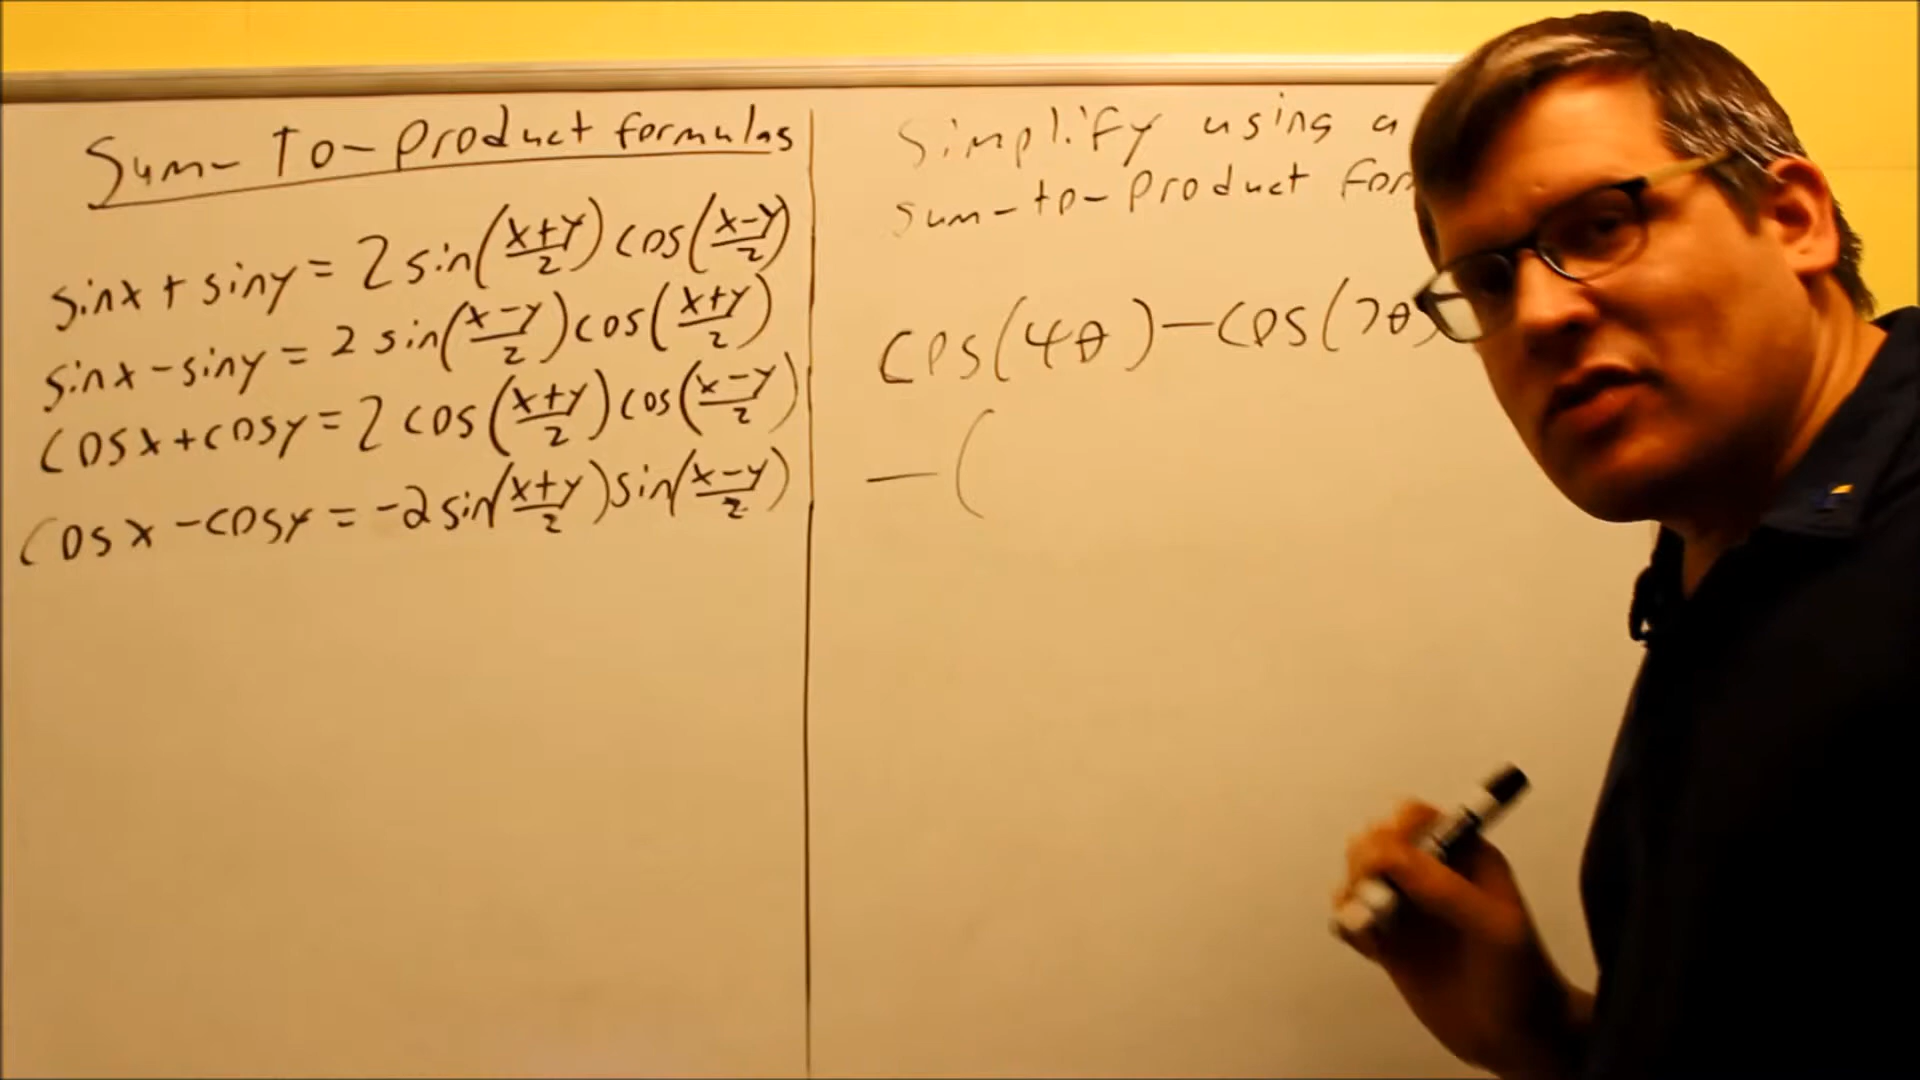 Sum-To-Product formulas
sinx + siny = 2 sin(x+y/2) cos(x-y/2)
sinx - siny = 2 sin(x-y/2) cos(x+y/2)
cosx + cosy = 2 cos(x+y/2) cos(x-y/2)
cosx - cosy = -2 sin(x+y/2) sin(x-y/2)
Simplify using a
sum-to-product for
cos(4θ) - cos(7θ)
- (